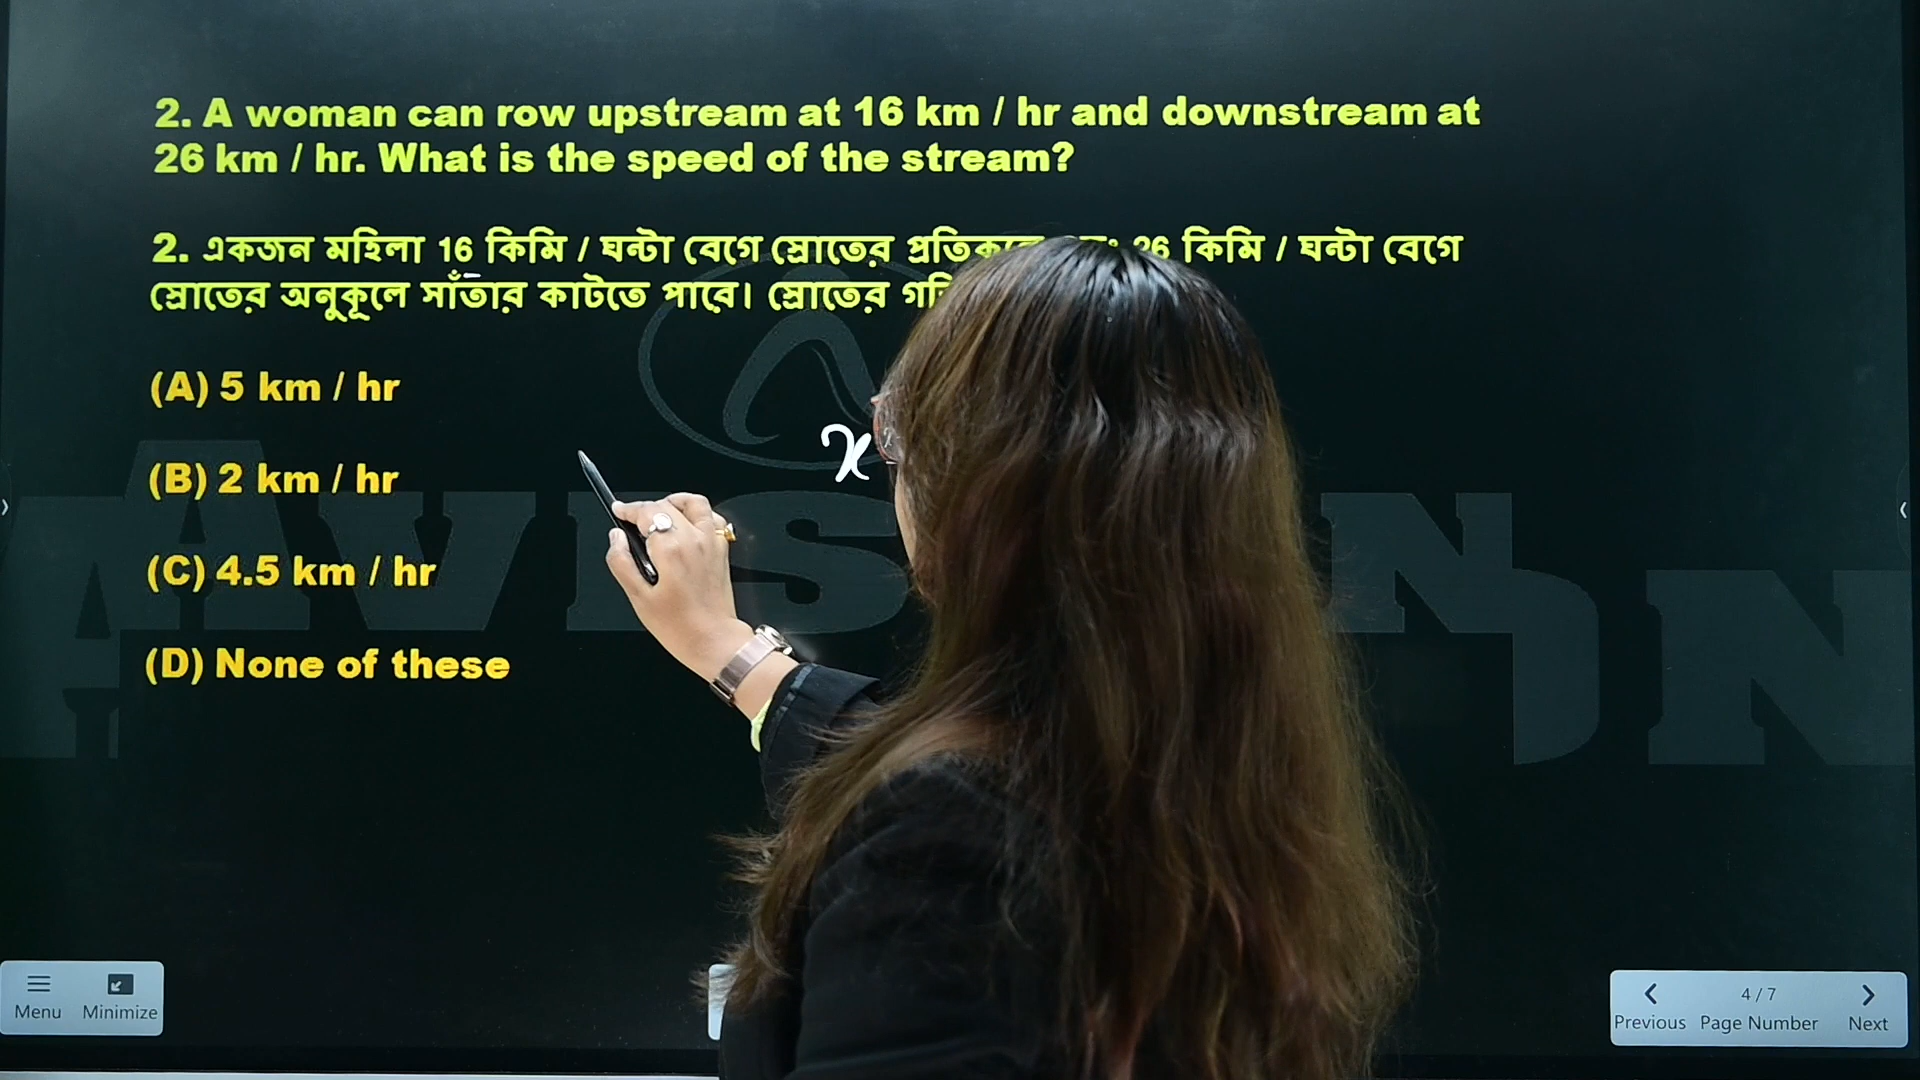 2. A woman can row upstream at 16 km / hr and downstream at
26 km / hr. What is the speed of the stream?
2. একজন মহিলা 16 কিমি / ঘন্টা বেগে স্রোতের 26 কিমি / ঘন্টা বেগে
স্রোতের অনুকূলে সাঁতার কাটতে পারে। স্রোতের
(A) 5 km / hr
x
(B) 2 km / hr
(C) 4.5 km / hr
(D) None of these
Menu Minimize
4 / 7
Previous Page Number Next